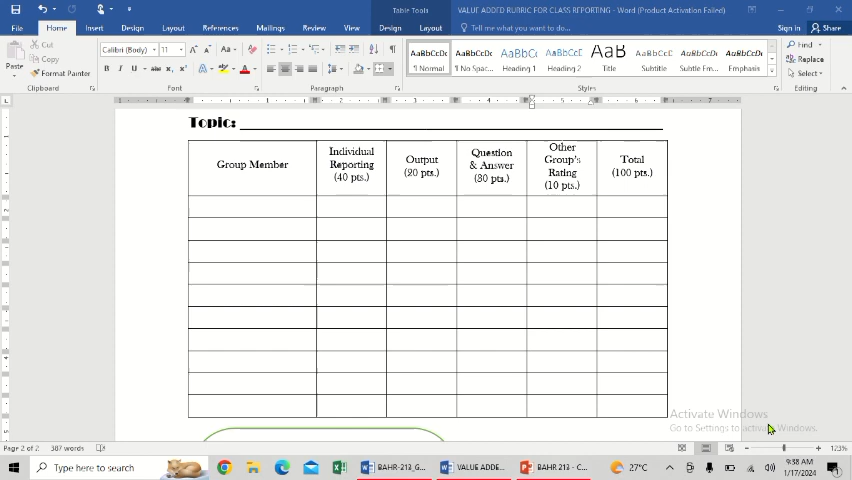 Table Tools
VALUE ADDED RUBRIC FOR CLASS REPORTING - Word (Product Activation Failed)
File Home Insert Design Layout References Mailings Review View Design Layout Tell me what you want to do... Sign in Share
Cut
Copy
Format Painter
Paste
Clipboard
Calibri (Body) 11
Font
Paragraph
AaBbCcDc AaBbCcDc AaBbCc AaBbCcC AaB AaBbCcC AaBbCcDc AaBbCcDc
¶ Normal ¶ No Spac... Heading 1 Heading 2 Title Subtitle Subtle Em... Emphasis
Styles
Find
Replace
Select
Editing
Topic:
Group Member
Individual
Reporting
(40 pts.)
Output
(20 pts.)
Question
& Answer
(30 pts.)
Other
Group's
Rating
(10 pts.)
Total
(100 pts.)
Activate Windows
Go to Settings to activate Windows.
Page 2 of 2 387 words 123%
Type here to search
BAHR-213_G...
VALUE ADDE...
BAHR 213 - C...
27°C
9:38 AM
1/17/2024